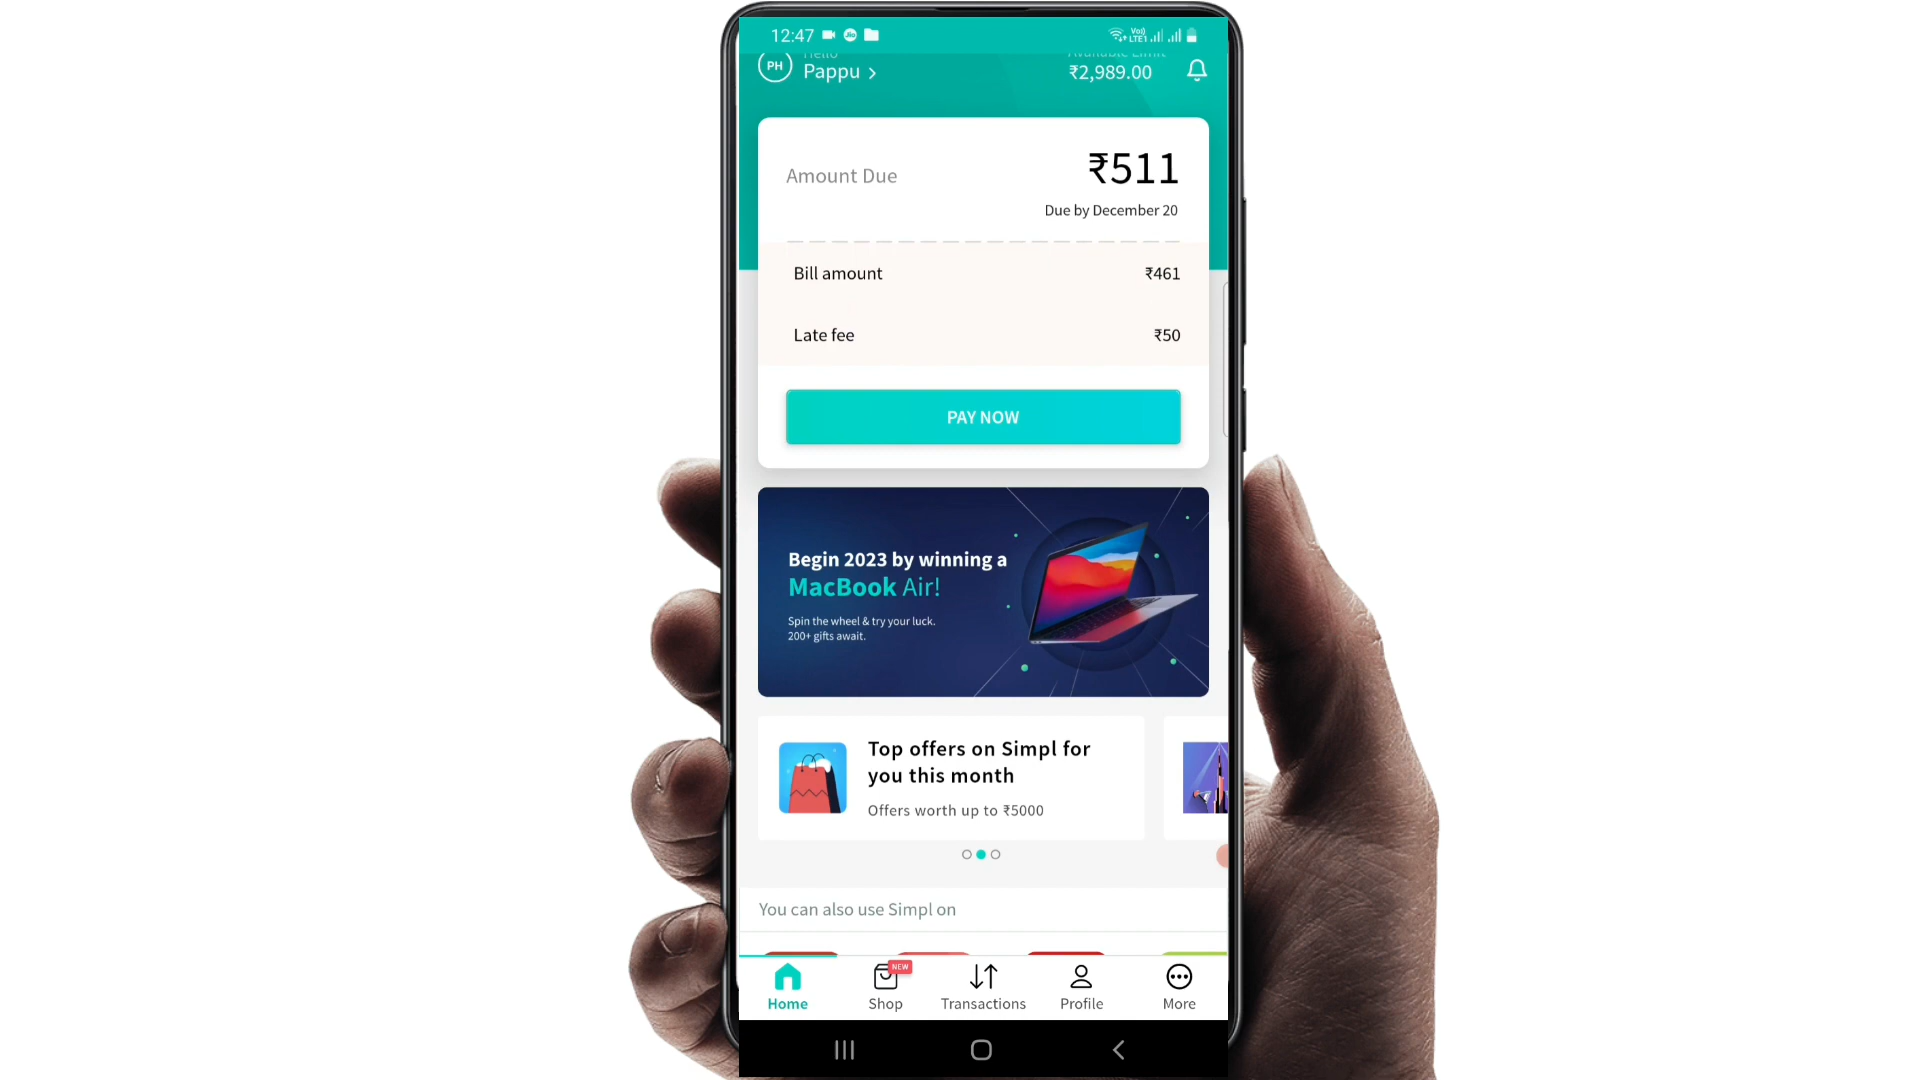 12:47
Hello
PH
Pappu
Available Limit
₹2,989.00
Amount Due
₹511
Due by December 20
Bill amount
₹461
Late fee
₹50
PAY NOW
Begin 2023 by winning a
MacBook Air!
Spin the wheel & try your luck.
200+ gifts await.
Top offers on Simpl for
you this month
Offers worth up to ₹5000
You can also use Simpl on
NEW
Home
Shop
Transactions
Profile
More